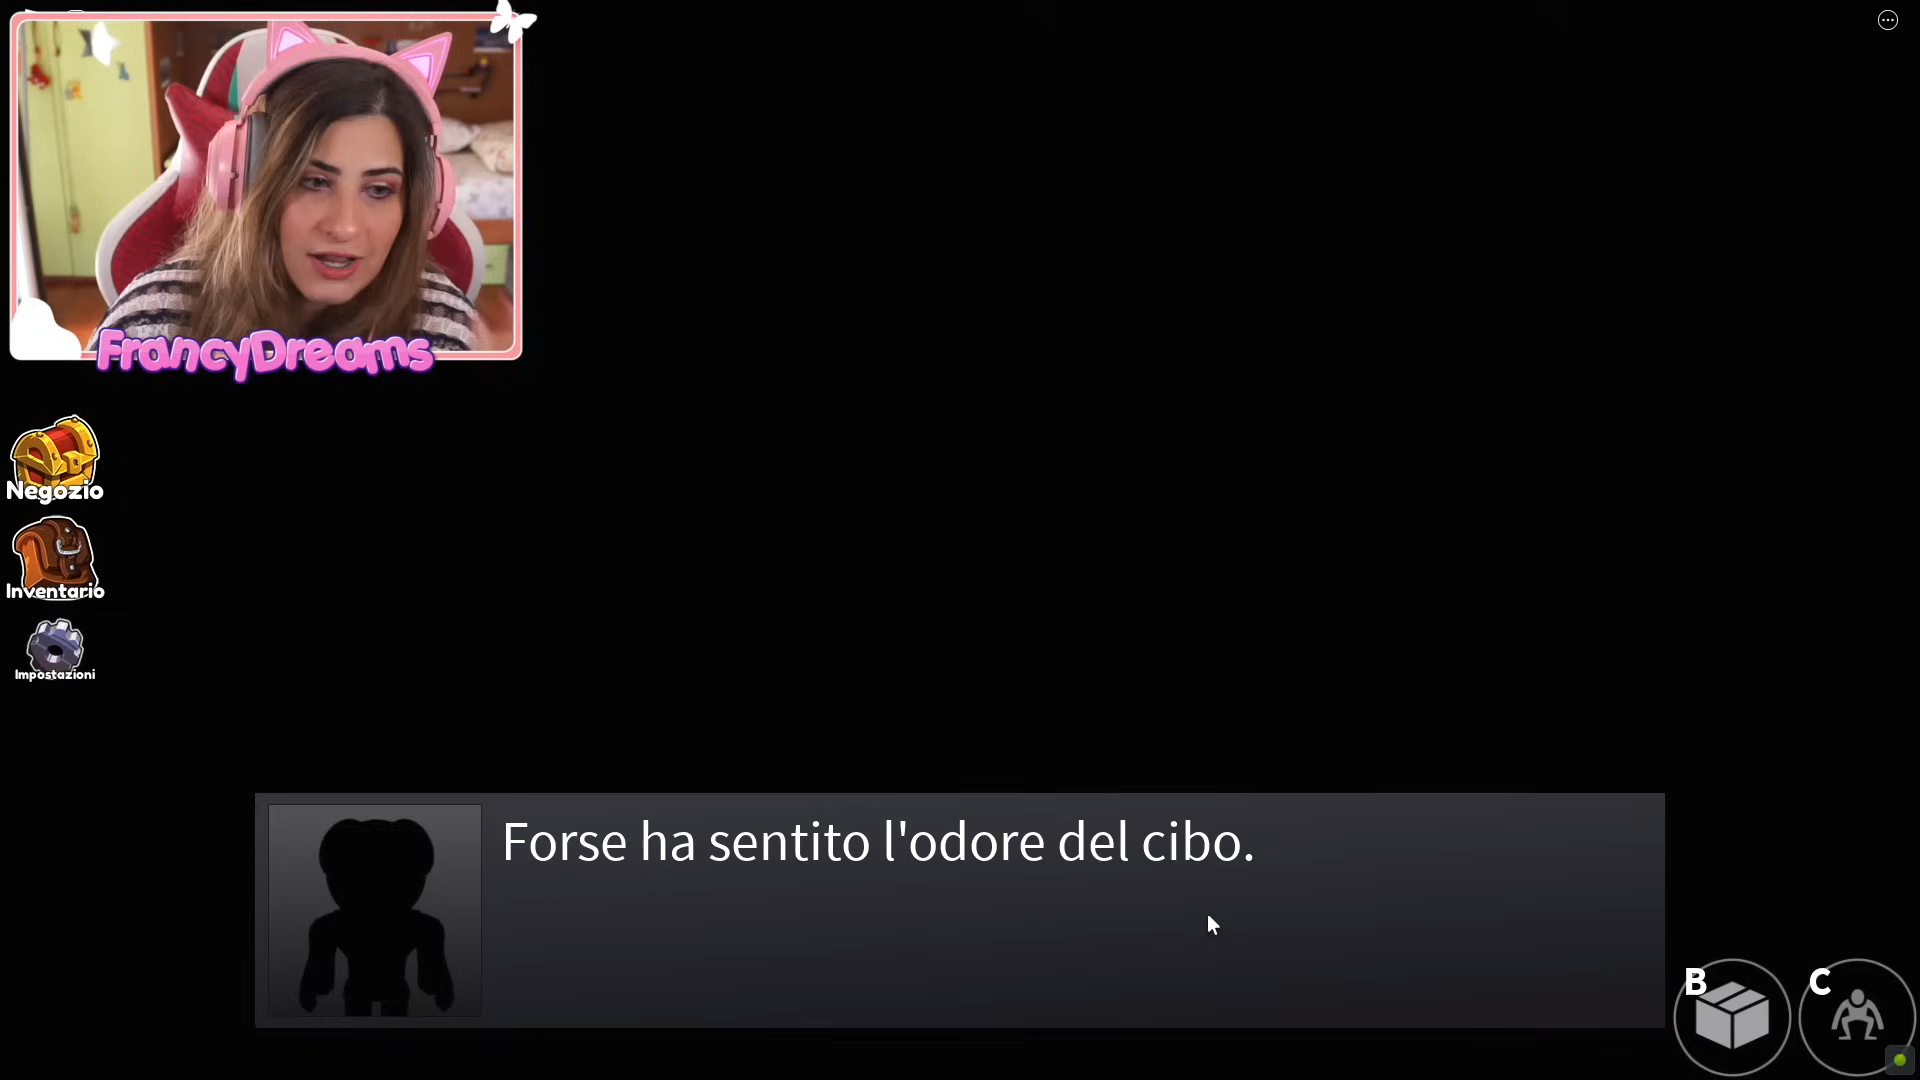 FrancyDreams
Negozio
Inventario
Impostazioni
Forse ha sentito l'odore del cibo.
B
C